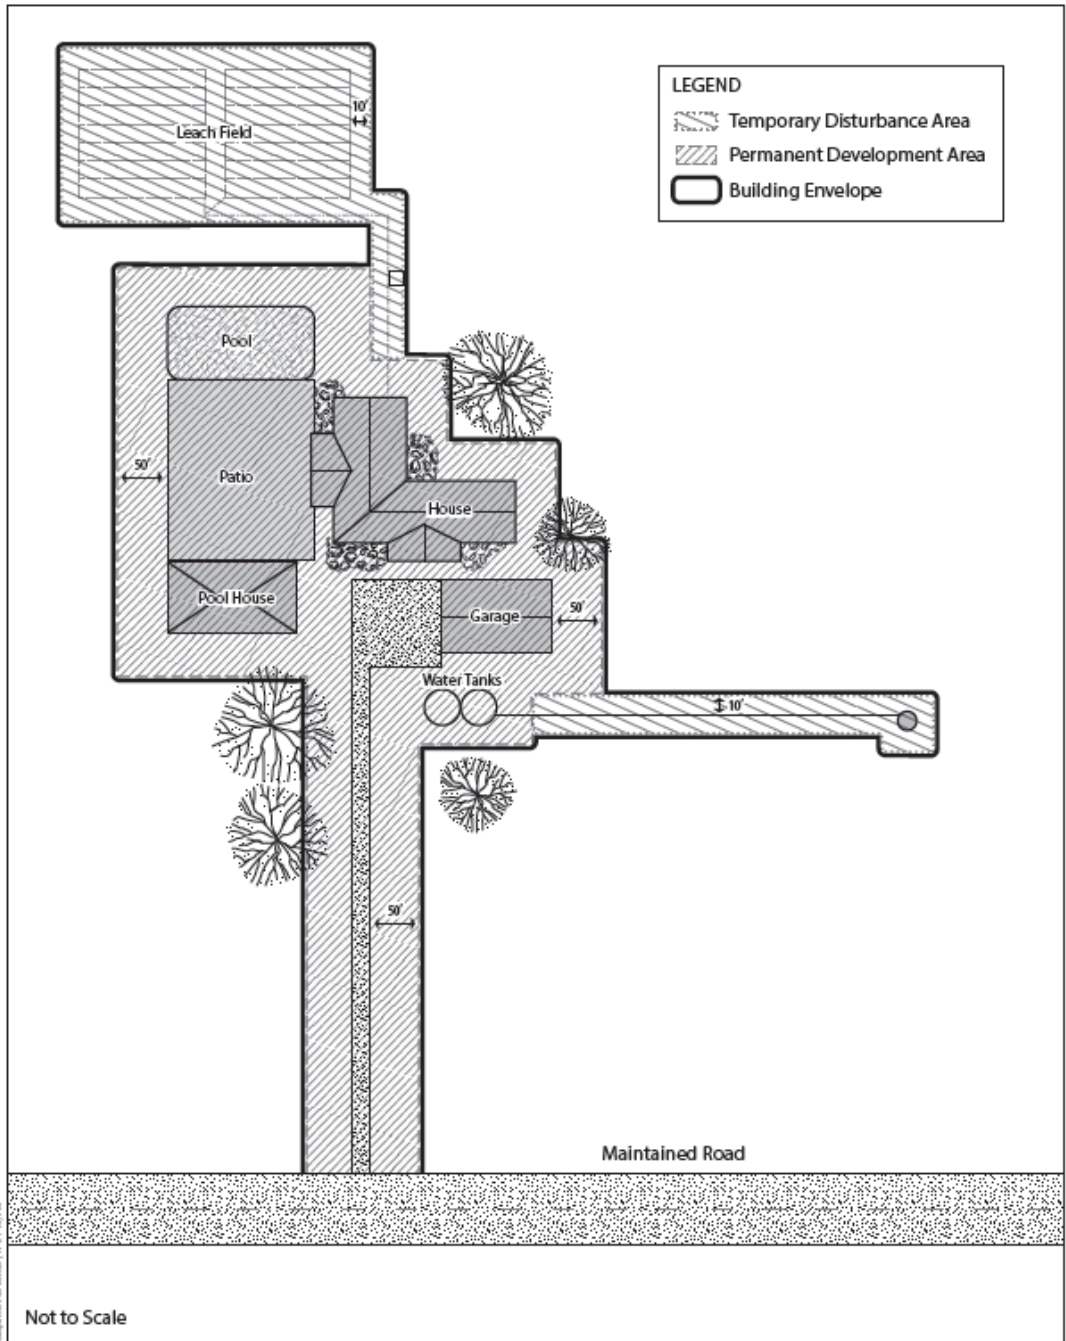 LEGEND
Temporary Disturbance Area
Permanent Development Area
Building Envelope
10'
Leach Field
Pool
50'
Patio
House
Pool House
Garage
50'
Water Tanks
10'
50'
Maintained Road
Not to Scale